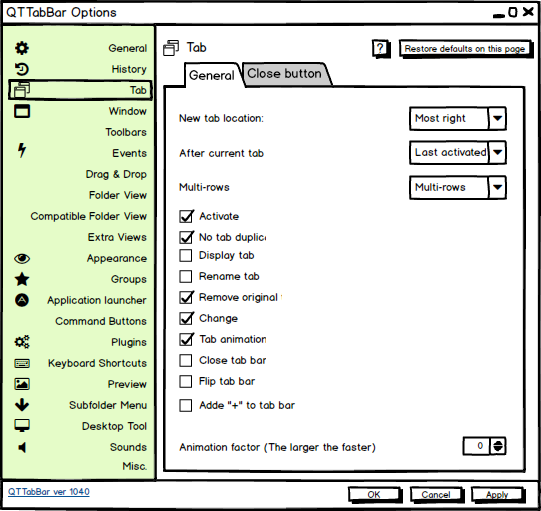 QTTabBar Options
General
History
Tab
Window
Toolbars
Events
Drag & Drop
Folder View
Compatible Folder View
Extra Views
Appearance
Groups
Application launcher
Command Buttons
Plugins
Keyboard Shortcuts
Preview
Subfolder Menu
Desktop Tool
Sounds
Misc.
QTTabBar ver 1040
Tab
?
Restore defaults on this page
General
Close button
New tab location:
Most right
After current tab
Last activated
Multi-rows
Multi-rows
Activate
No tab duplica
Display tab
Rename tab
Remove original
Change
Tab animation
Close tab bar
Flip tab bar
Adde "+" to tab bar
Animation factor (The larger the faster)
0
OK
Cancel
Apply